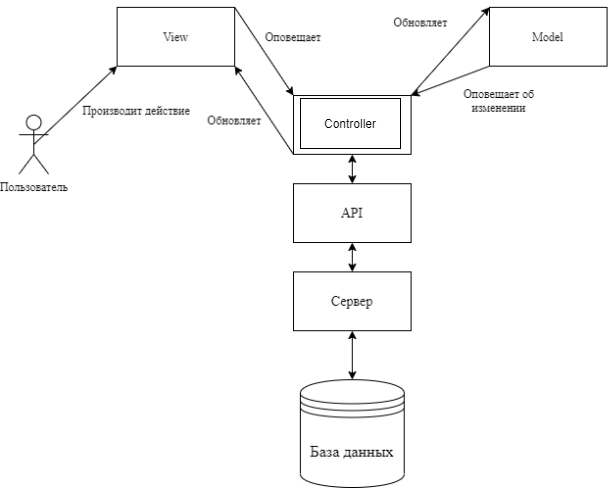 View
Оповещает
Обновляет
Model
Производит действие
Обновляет
Controller
Оповещает об
изменении
Пользователь
API
Сервер
База данных